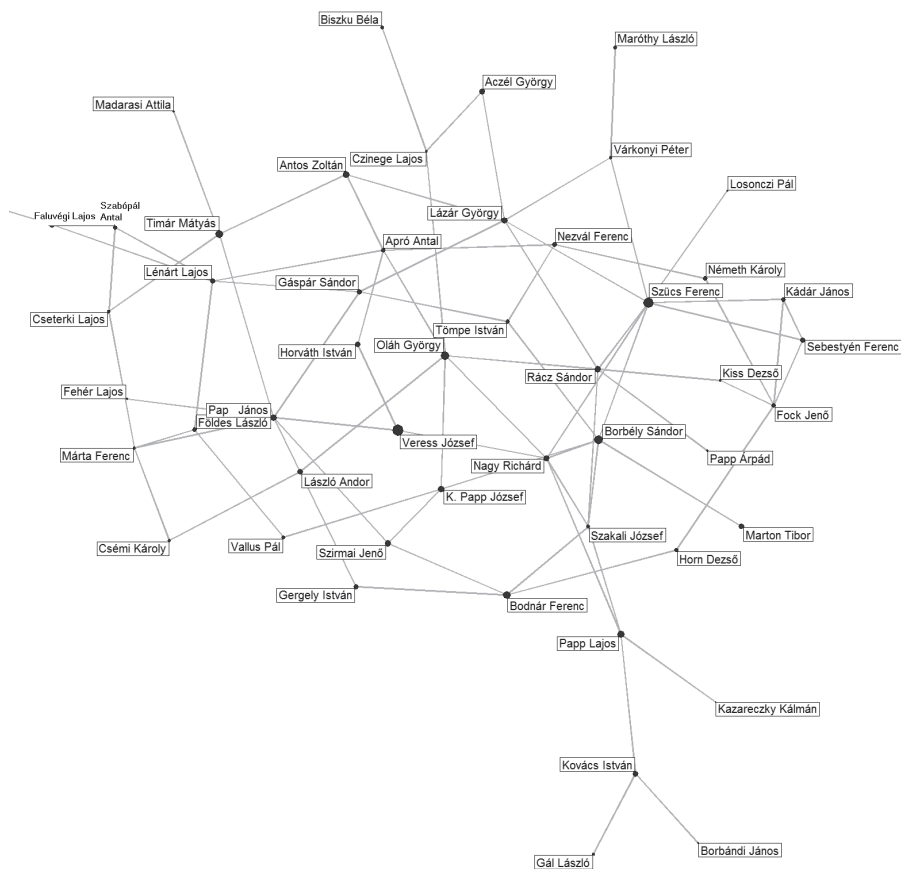 Biszku Béla
Maróthy László
Aczél György
Madarasi Attila
Várkonyi Péter
Czinege Lajos
Antos Zoltán
Losonczi Pál
Szabópál
Antal
Faluvégi Lajos
Timár Mátyás
Lázár György
Apró Antal
Nezvál Ferenc
Lénárt Lajos
Gáspár Sándor
Németh Károly
Szücs Ferenc
Kádár János
Cseterki Lajos
Tömpe István
Oláh György
Horváth István
Sebestyén Ferenc
Rácz Sándor
Kiss Dezső
Fehér Lajos
Pap János
Földes László
Fock Jenő
Veress József
Borbély Sándor
Márta Ferenc
Nagy Richárd
Papp Árpád
László Andor
K. Papp József
Csémi Károly
Vallus Pál
Szirmai Jenő
Szakali József
Marton Tibor
Horn Dezső
Gergely István
Bodnár Ferenc
Papp Lajos
Kazareczky Kálmán
Kovács István
Borbándi János
Gál László